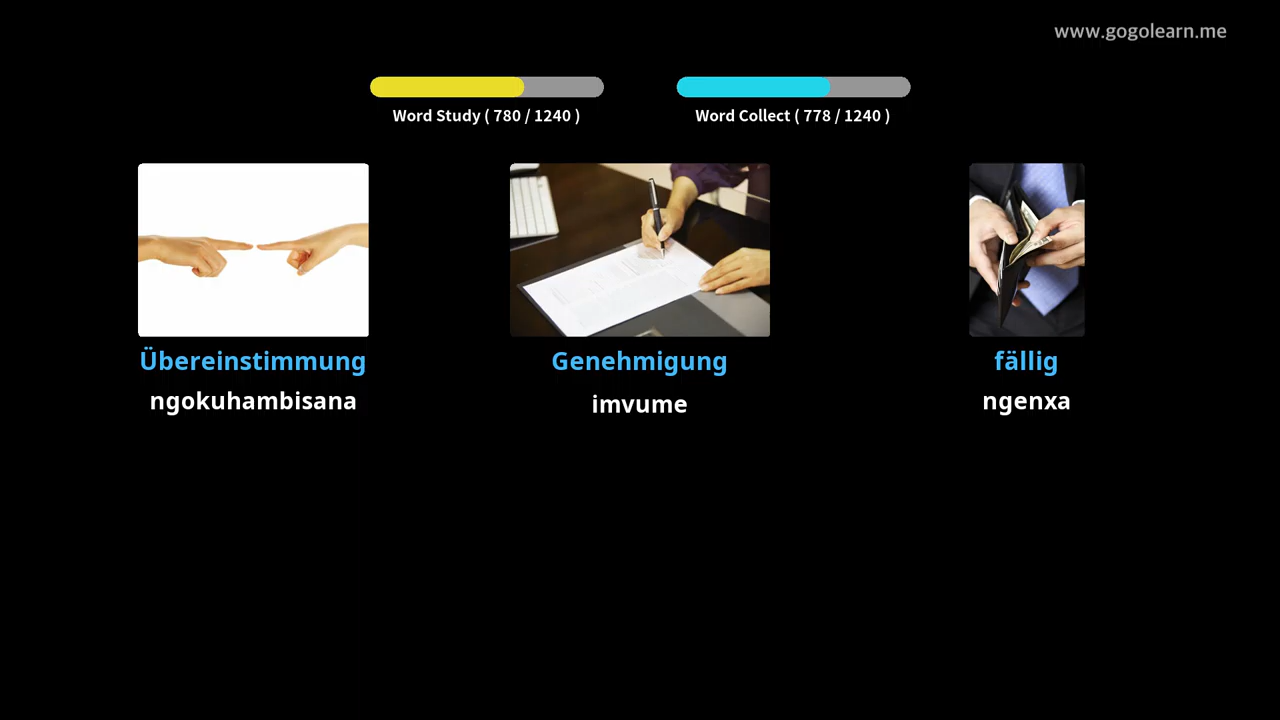 www.gogolearn.me
Word Study ( 780 / 1240 )
Word Collect ( 778 / 1240 )
Übereinstimmung
ngokuhambisana
Genehmigung
imvume
fällig
ngenxa